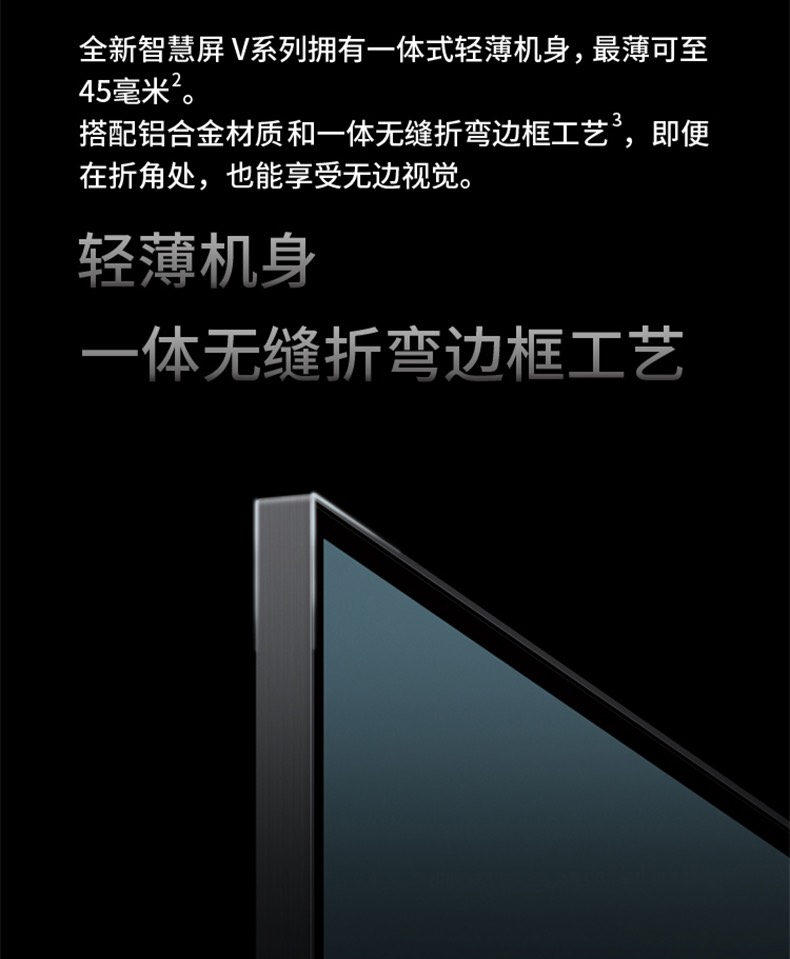 全新智慧屏 V系列拥有一体式轻薄机身，最薄可至
45毫米²。
搭配铝合金材质和一体无缝折弯边框工艺³，即便
在折角处，也能享受无边视觉。
轻薄机身
一体无缝折弯边框工艺